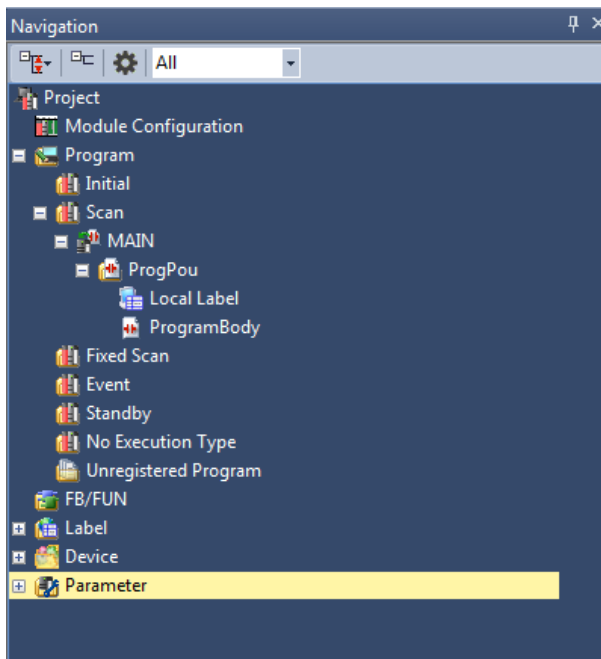 Navigation
All
Project
Module Configuration
Program
Initial
Scan
MAIN
ProgPou
Local Label
ProgramBody
Fixed Scan
Event
Standby
No Execution Type
Unregistered Program
FB/FUN
Label
Device
Parameter